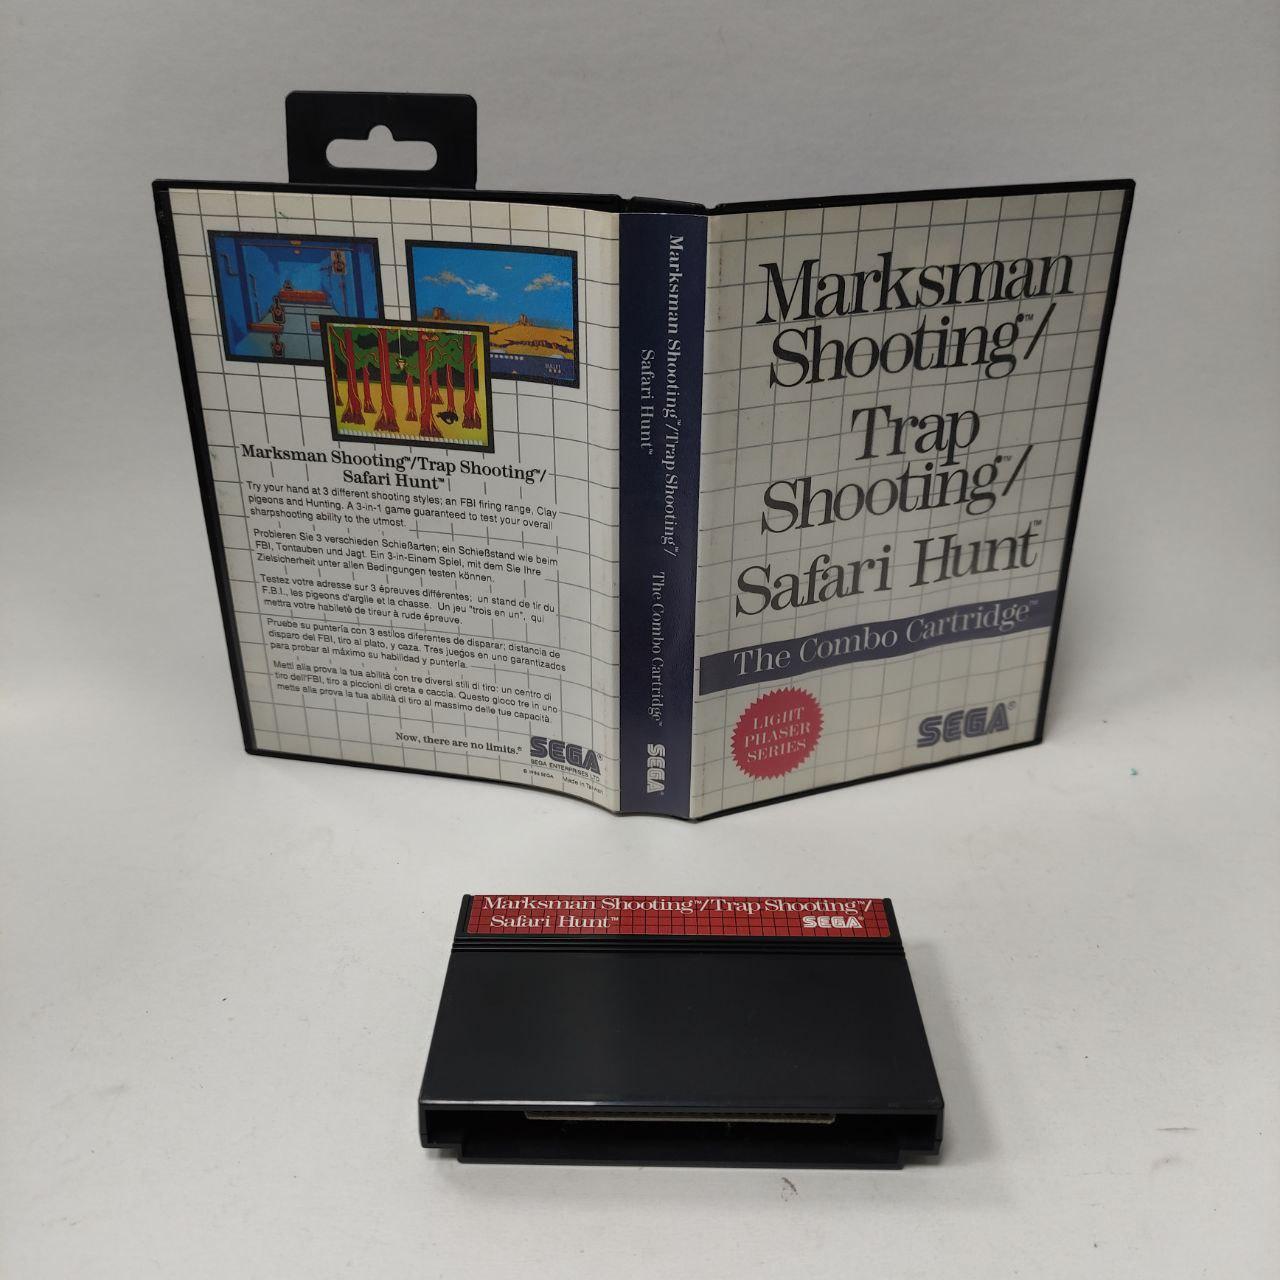 Marksman Shooting™/Trap Shooting™/
Safari Hunt™
Try your hand at 3 different shooting styles; an FBI firing range, Clay
pigeons and Hunting. A 3-in-1 game guaranteed to test your overall
sharpshooting ability to the utmost.
Probieren Sie 3 verschieden Schießarten; ein Schießstand wie beim
FBI, Tontauben und Jagt. Ein 3-in-Einem Spiel, mit dem Sie Ihre
Zielsicherheit unter allen Bedingungen testen können.
Testez votre adresse sur 3 épreuves différentes; un stand de tir du
F.B.I., les pigeons d'argile et la chasse. Un jeu "trois en un", qui
mettra votre habileté de tireur à rude épreuve.
Pruebe su puntería con 3 estilos diferentes de disparar; distancia de
disparo del FBI, tiro al plato, y caza. Tres juegos en uno garantizados
para probar al máximo su habilidad y puntería.
Metti alla prova la tua abilità con tre diversi stili di tiro: un centro di
tiro dell'FBI, tiro a piccioni di creta e caccia. Questo gioco tre in uno
mette alla prova la tua abilità di tiro al massimo delle tue capacità.
Now, there are no limits.®
SEGA®
SEGA ENTERPRISES LTD.
© 1986 SEGA Made in Taiwan
Marksman Shooting™/Trap Shooting™/
Safari Hunt™
The Combo Cartridge™
SEGA®
Marksman
Shooting™/
Trap
Shooting™/
Safari Hunt™
The Combo Cartridge™
LIGHT
PHASER
SERIES
SEGA®
Marksman Shooting™/Trap Shooting™/
Safari Hunt™
SEGA®